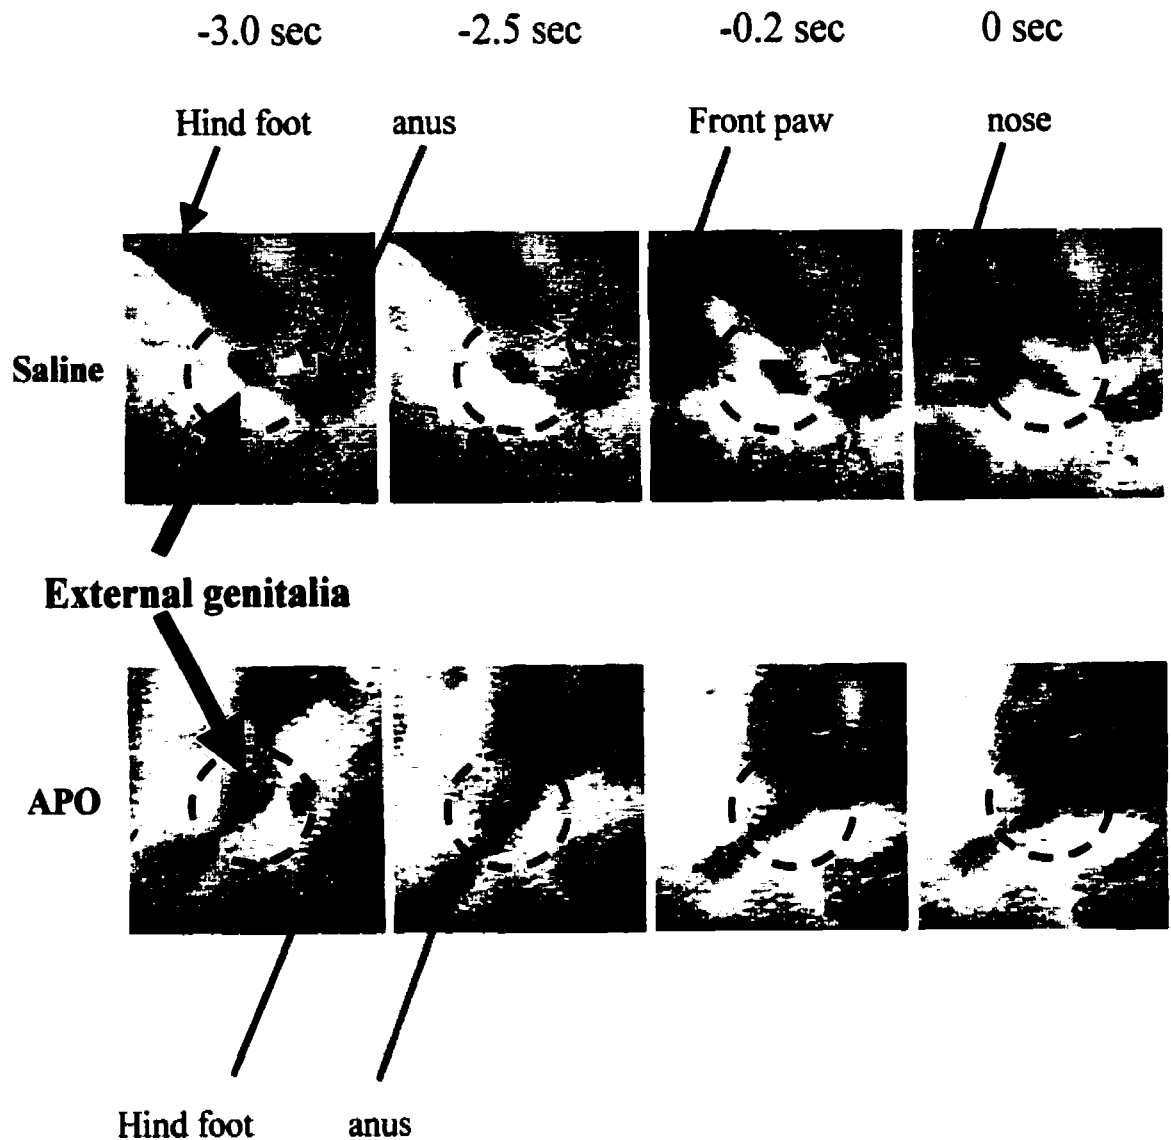 -3.0 sec -2.5 sec -0.2 sec 0 sec
Hind foot anus Front paw nose
Saline
External genitalia
APO
Hind foot anus